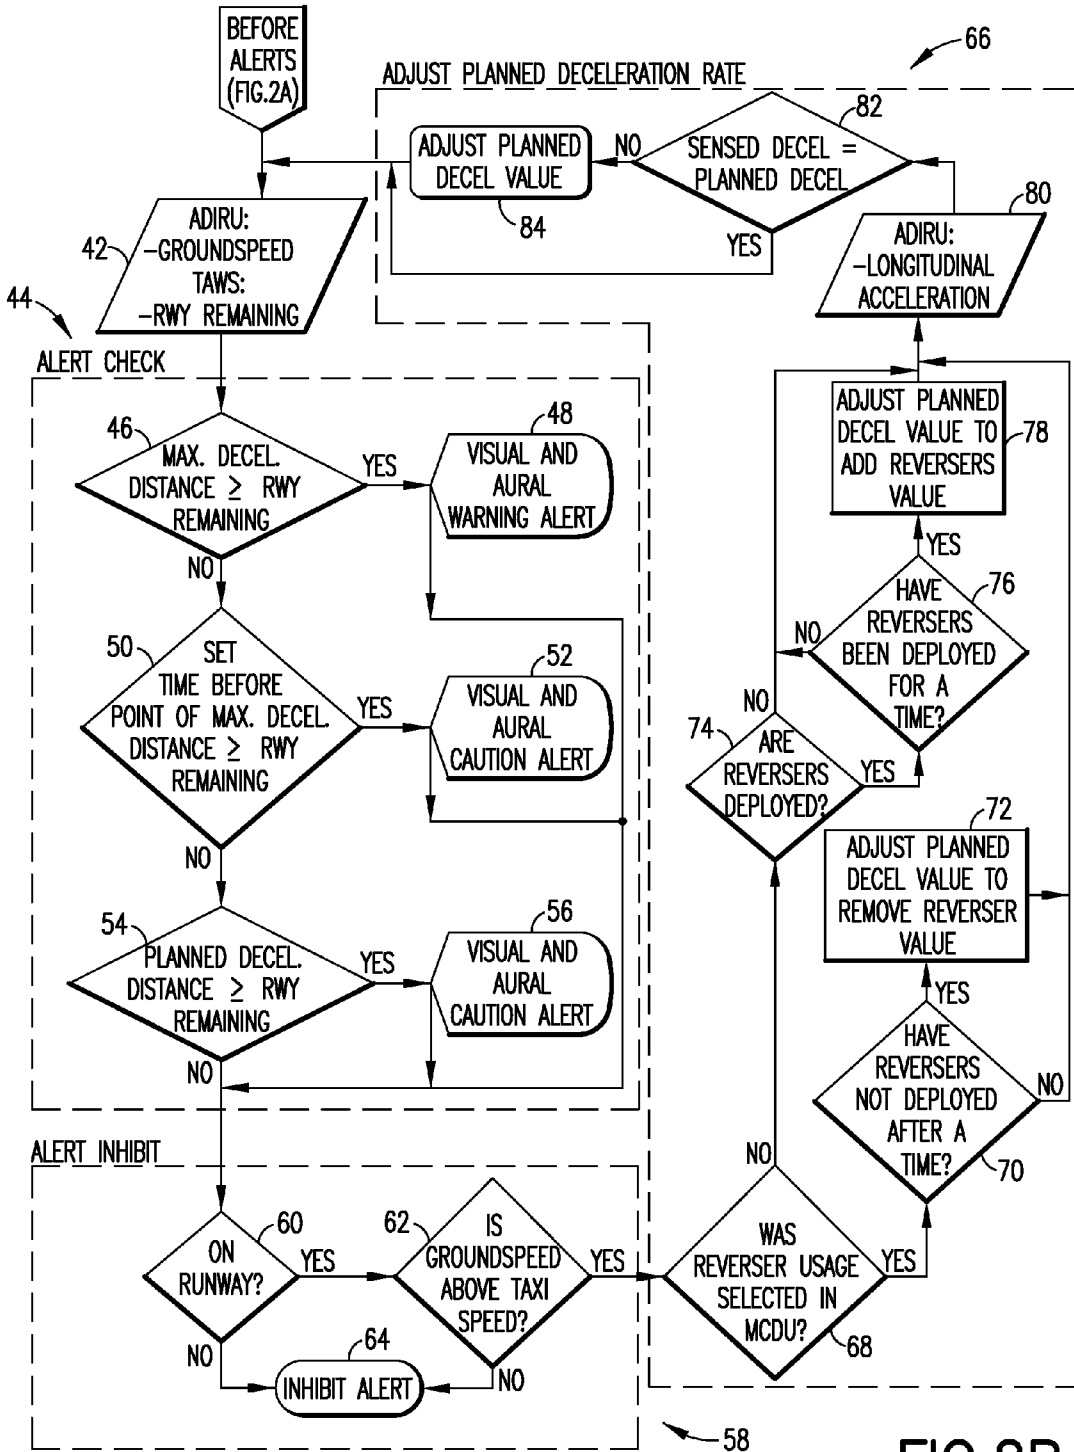 BEFORE
ALERTS
(FIG.2A)
66
ADJUST PLANNED DECELERATION RATE
82
SENSED DECEL =
PLANNED DECEL
NO
YES
ADJUST PLANNED
DECEL VALUE
84
80
ADIRU:
-LONGITUDINAL
ACCELERATION
42
ADIRU:
-GROUNDSPEED
TAWS:
-RWY REMAINING
44
ALERT CHECK
46
MAX. DECEL.
DISTANCE ≥ RWY
REMAINING
YES
NO
48
VISUAL AND
AURAL
WARNING ALERT
50
SET
TIME BEFORE
POINT OF MAX. DECEL.
DISTANCE ≥ RWY
REMAINING
YES
NO
52
VISUAL AND
AURAL
CAUTION ALERT
54
PLANNED DECEL.
DISTANCE ≥ RWY
REMAINING
YES
NO
56
VISUAL AND
AURAL
CAUTION ALERT
ADJUST PLANNED
DECEL VALUE TO
ADD REVERSERS
VALUE
78
YES
76
HAVE
REVERSERS
BEEN DEPLOYED
FOR A
TIME?
NO
NO
74
ARE
REVERSERS
DEPLOYED?
YES
72
ADJUST PLANNED
DECEL VALUE TO
REMOVE REVERSER
VALUE
YES
HAVE
REVERSERS
NOT DEPLOYED
AFTER A
TIME?
NO
70
ALERT INHIBIT
60
ON
RUNWAY?
YES
NO
62
IS
GROUNDSPEED
ABOVE TAXI
SPEED?
YES
NO
64
INHIBIT ALERT
NO
WAS
REVERSER USAGE
SELECTED IN
MCDU?
YES
68
58